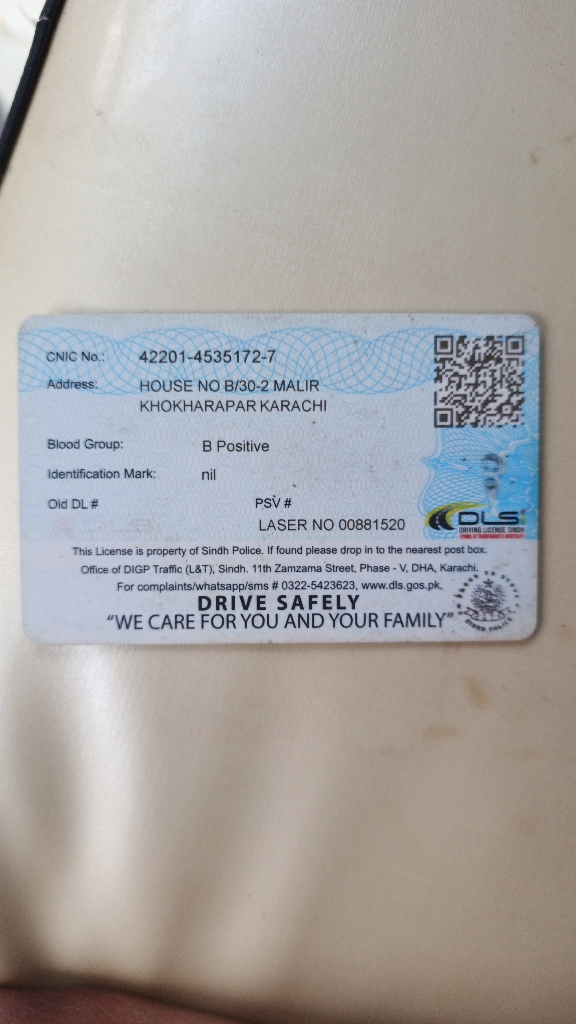 CNIC No.: 42201-4535172-7
Address: HOUSE NO B/30-2 MALIR
KHOKHARAPAR KARACHI
Blood Group: B Positive
Identification Mark: nil
Old DL # PSV #
LASER NO 00881520
DLS
DRIVING LICENSE SINDH
This License is property of Sindh Police. If found please drop in to the nearest post box.
Office of DIGP Traffic (L&T), Sindh. 11th Zamzama Street, Phase - V, DHA, Karachi.
For complaints/whatsapp/sms # 0322-5423623, www.dls.gos.pk,
DRIVE SAFELY
"WE CARE FOR YOU AND YOUR FAMILY"
SINDH POLICE